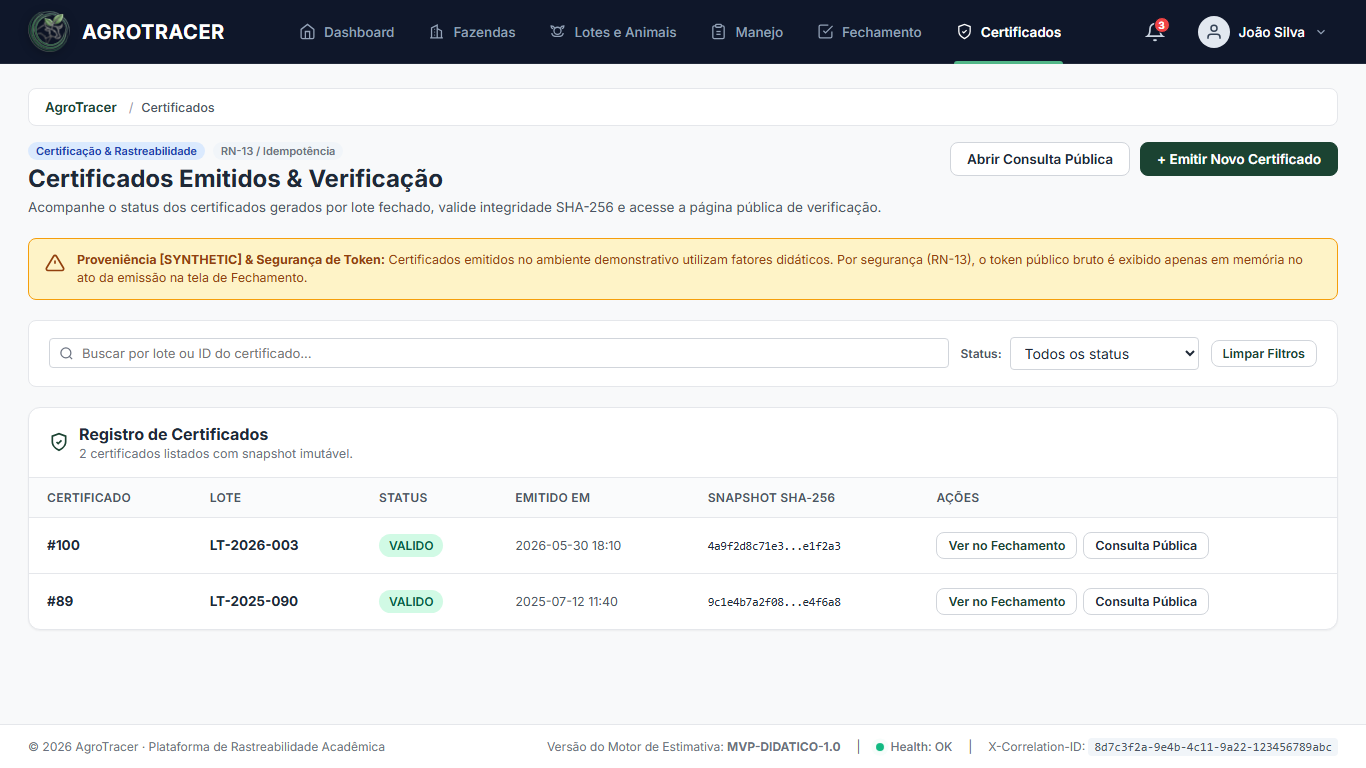 AGROTRACER
Dashboard
Fazendas
Lotes e Animais
Manejo
Fechamento
Certificados
3
João Silva
AgroTracer / Certificados
Certificação & Rastreabilidade
RN-13 / Idempotência
Certificados Emitidos & Verificação
Acompanhe o status dos certificados gerados por lote fechado, valide integridade SHA-256 e acesse a página pública de verificação.
Abrir Consulta Pública
+ Emitir Novo Certificado
Proveniência [SYNTHETIC] & Segurança de Token: Certificados emitidos no ambiente demonstrativo utilizam fatores didáticos. Por segurança (RN-13), o token público bruto é exibido apenas em memória no
ato da emissão na tela de Fechamento.
Buscar por lote ou ID do certificado...
Status:
Todos os status
Limpar Filtros
Registro de Certificados
2 certificados listados com snapshot imutável.
CERTIFICADO LOTE STATUS EMITIDO EM SNAPSHOT SHA-256 AÇÕES
#100 LT-2026-003 VALIDO 2026-05-30 18:10 4a9f2d8c71e3...e1f2a3 Ver no Fechamento Consulta Pública
#89 LT-2025-090 VALIDO 2025-07-12 11:40 9c1e4b7a2f08...e4f6a8 Ver no Fechamento Consulta Pública
© 2026 AgroTracer · Plataforma de Rastreabilidade Acadêmica
Versão do Motor de Estimativa: MVP-DIDATICO-1.0 | Health: OK | X-Correlation-ID: 8d7c3f2a-9e4b-4c11-9a22-123456789abc